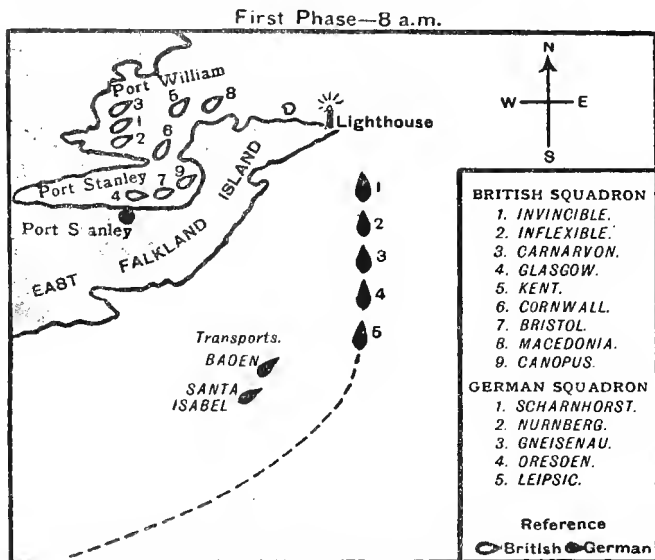 First Phase—8 a.m.
Port William
3
5
8
1
2
6
D
Lighthouse
N
W E
S
Port Stanley
9
4 7
Port S anley
EAST FALKLAND ISLAND
1
2
3
4
5
Transports.
BADEN
SANTA
ISABEL
BRITISH SQUADRON
1. INVINCIBLE.
2. INFLEXIBLE.
3. CARNARVON.
4. GLASGOW.
5. KENT.
6. CORNWALL.
7. BRISTOL.
8. MACEDONIA.
9. CANOPUS.
GERMAN SQUADRON
1. SCHARNHORST.
2. NURNBERG.
3. GNEISENAU.
4. DRESDEN.
5. LEIPSIC.
Reference
British German